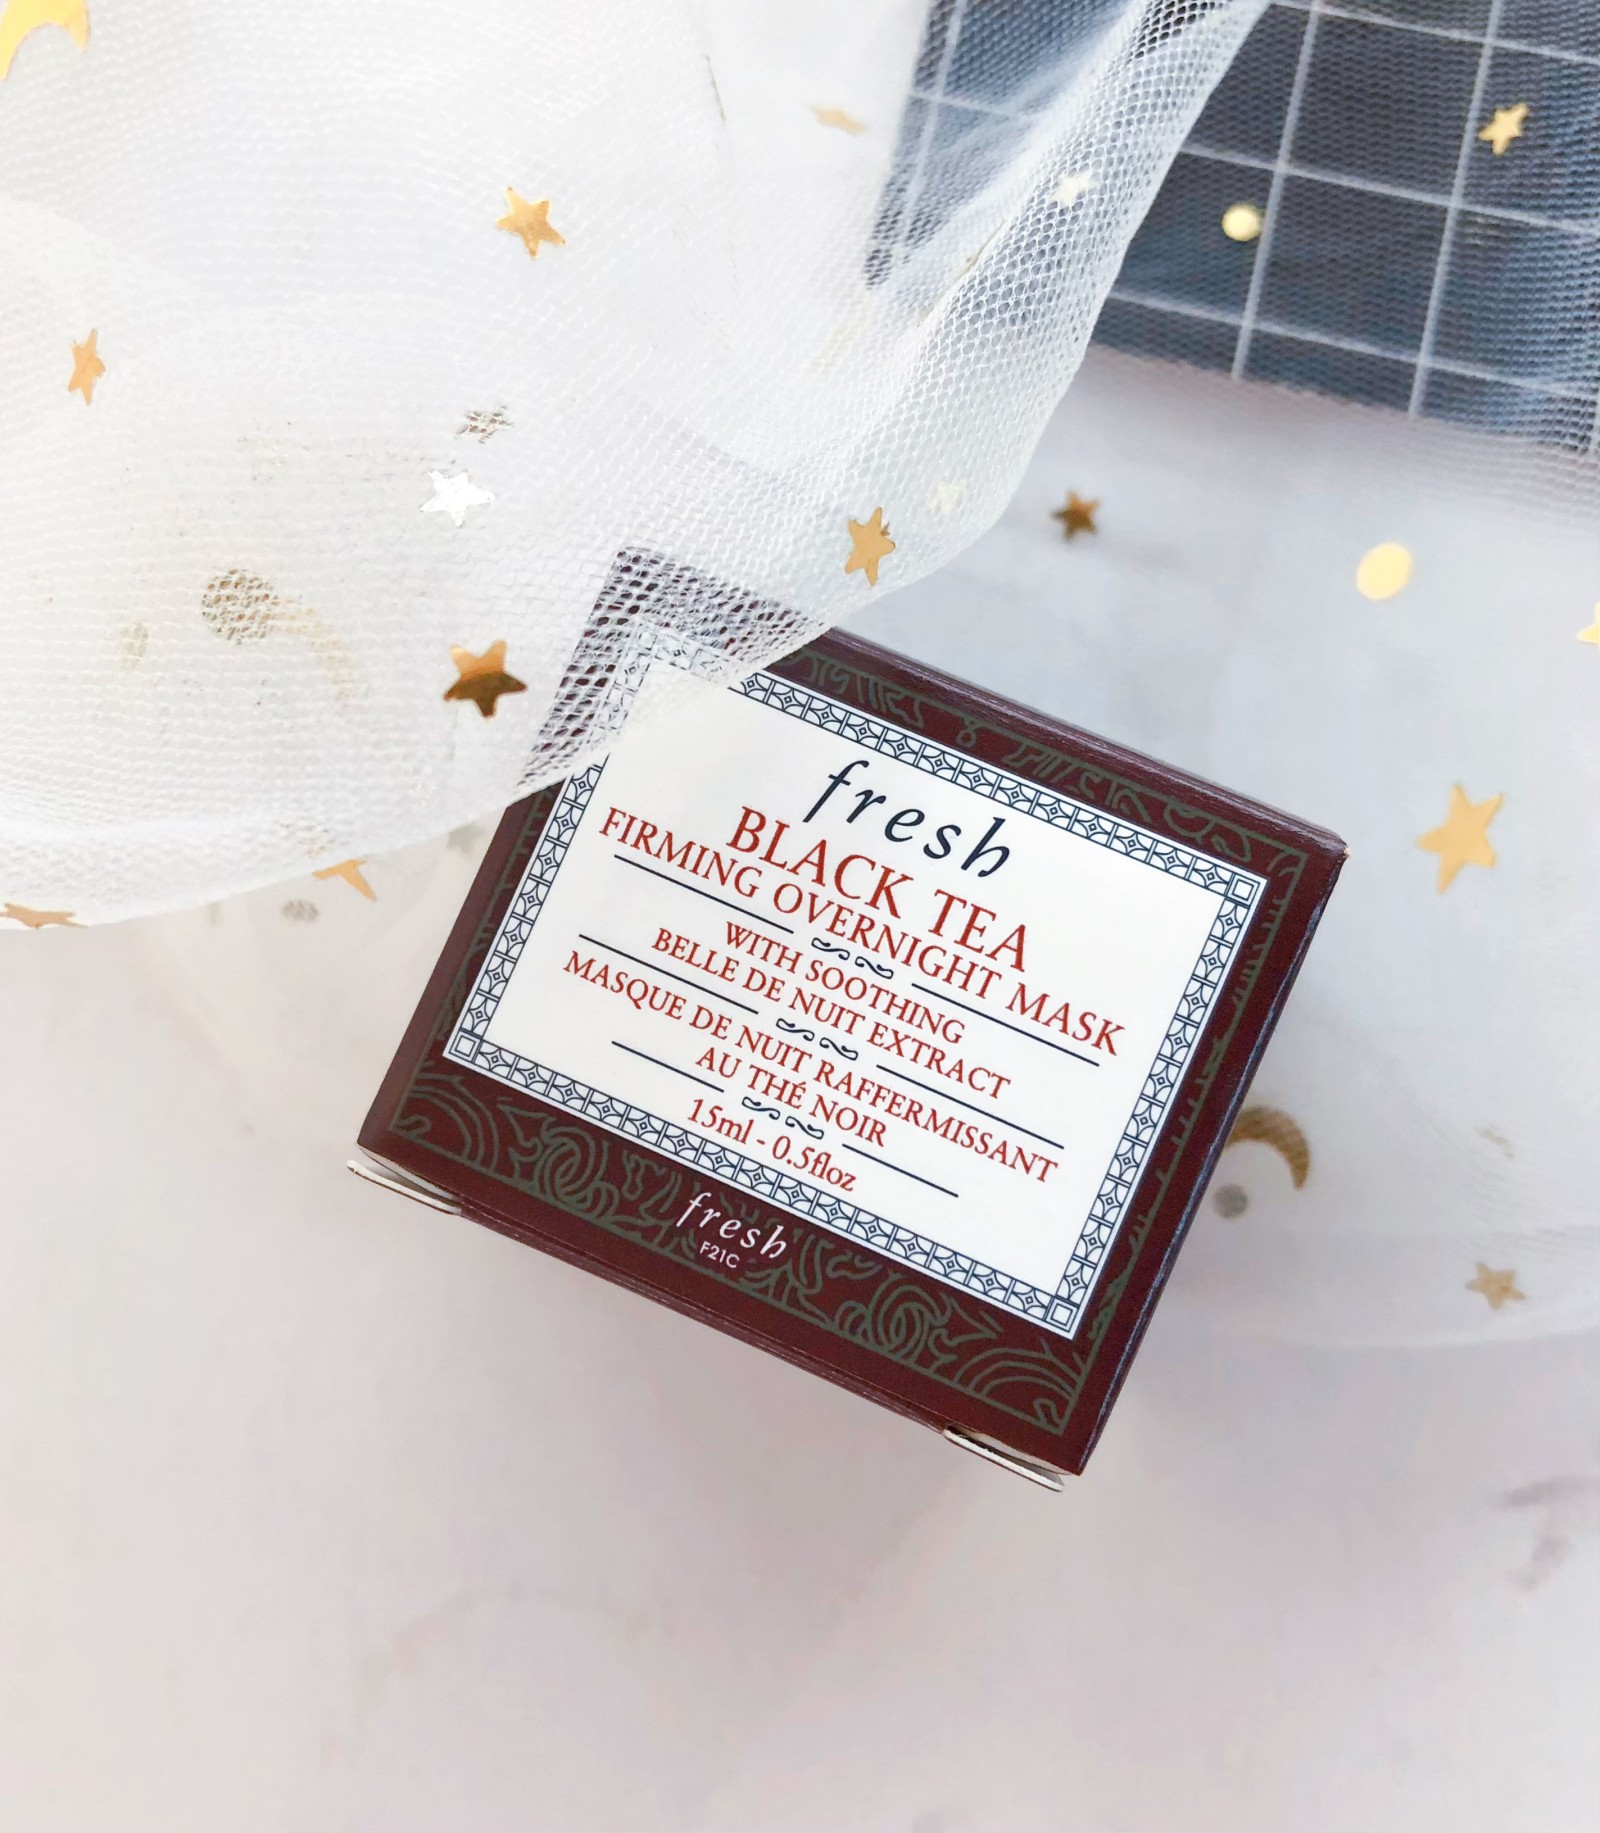 fresh
BLACK TEA
FIRMING OVERNIGHT MASK
WITH SOOTHING
BELLE DE NUIT EXTRACT
MASQUE DE NUIT RAFFERMISSANT
AU THÉ NOIR
15ml - 0.5floz
fresh
F21C